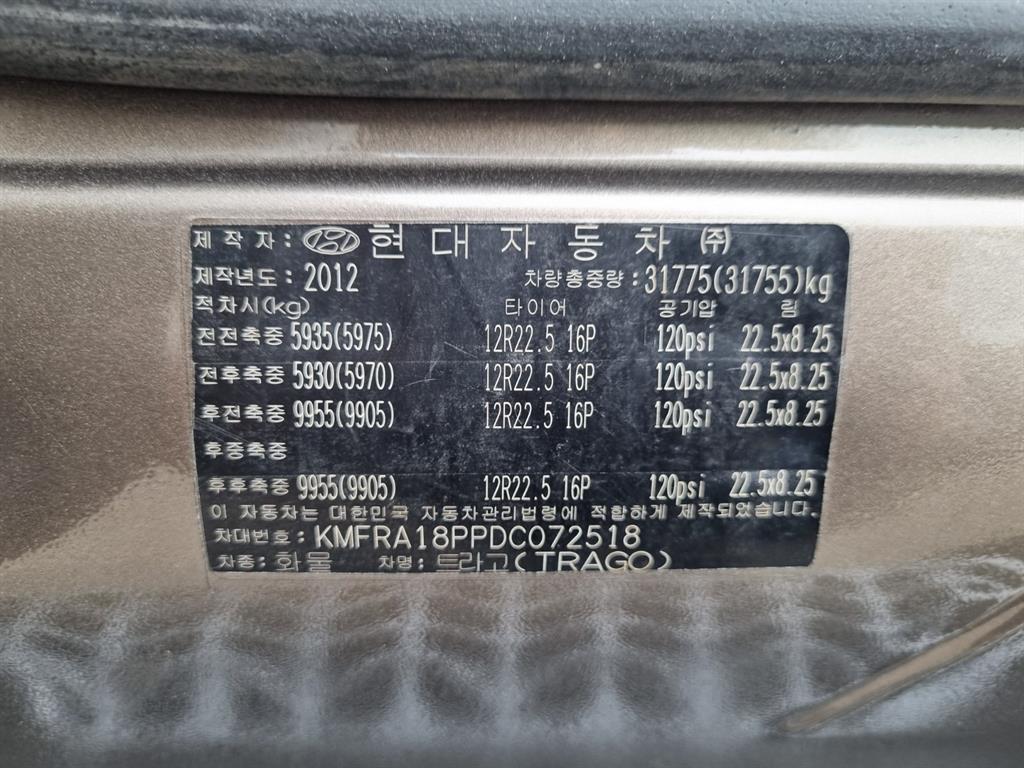 제작자: 현대자동차 ㈜
제작년도: 2012 차량총중량: 31775(31755)kg
적차시(kg) 타이어 공기압 림
전전축중 5935(5975) 12R22.5 16P 120psi 22.5x8.25
전후축중 5930(5970) 12R22.5 16P 120psi 22.5x8.25
후전축중 9955(9905) 12R22.5 16P 120psi 22.5x8.25
후중축중
후후축중 9955(9905) 12R22.5 16P 120psi 22.5x8.25
이 자동차는 대한민국 자동차관리법령에 적합하게 제작되었습니다.
차대번호: KMFRA18PPDC072518
차종: 화물 차명: 트라고(TRAGO)